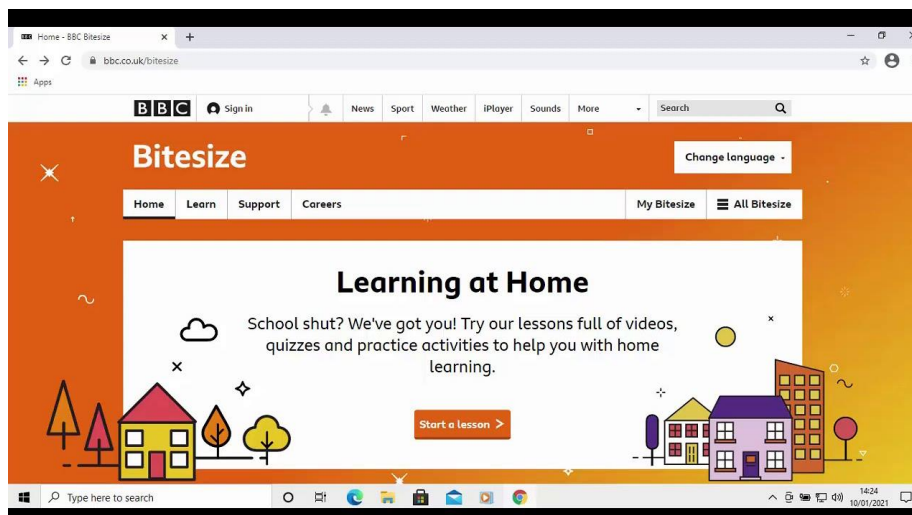 Home - BBC Bitesize
bbc.co.uk/bitesize
Apps
BBC Sign in News Sport Weather iPlayer Sounds More Search
Bitesize
Change language
Home Learn Support Careers My Bitesize All Bitesize
Learning at Home
School shut? We've got you! Try our lessons full of videos,
quizzes and practice activities to help you with home
learning.
Start a lesson >
Type here to search
14:24
10/01/2021